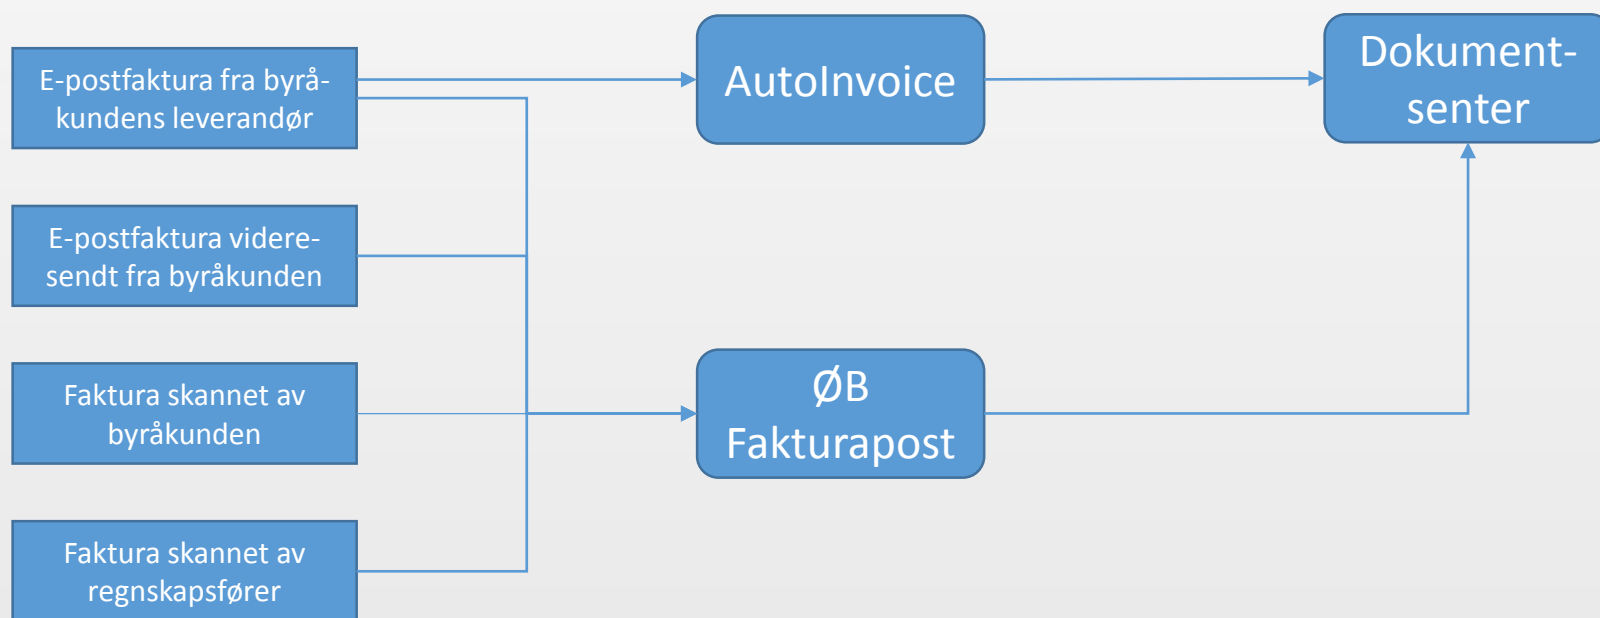 E-postfaktura fra byrå-
kundens leverandør
AutoInvoice
Dokument-
senter
E-postfaktura videre-
sendt fra byråkunden
Faktura skannet av
byråkunden
ØB
Fakturapost
Faktura skannet av
regnskapsfører